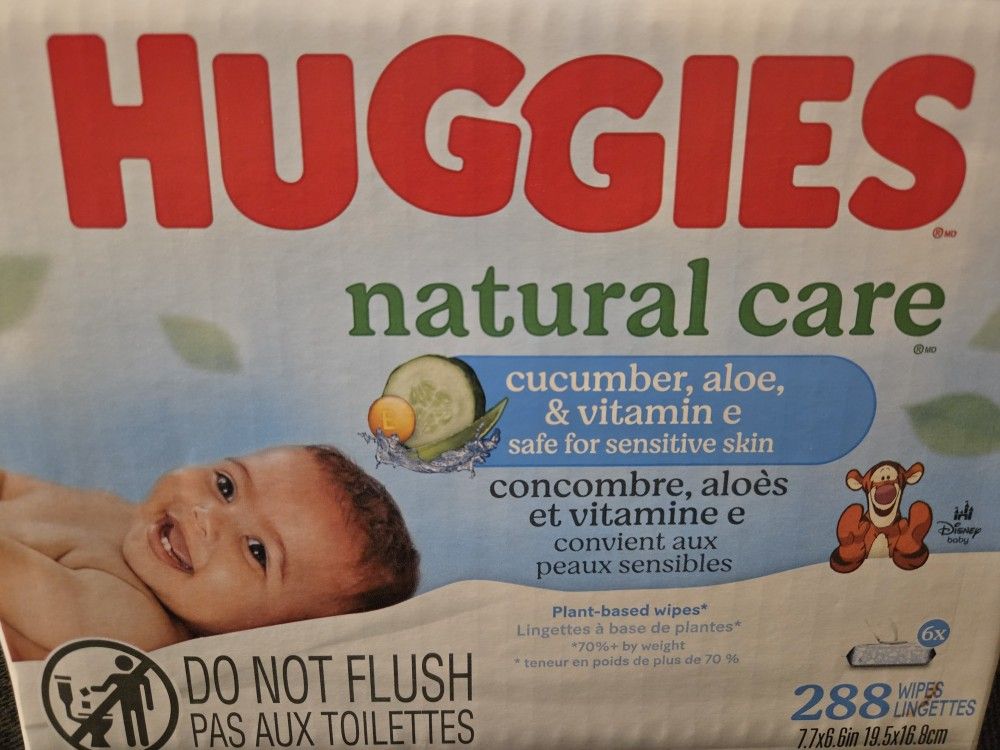 HUGGIES
®MD
natural care
®MD
cucumber, aloe,
& vitamin e
safe for sensitive skin
E
concombre, aloès
et vitamine e
convient aux
peaux sensibles
Disney
baby
Plant-based wipes*
Lingettes à base de plantes*
*70%+ by weight
* teneur en poids de plus de 70 %
6x
DO NOT FLUSH
PAS AUX TOILETTES
288 WIPES
LINGETTES
7.7x6.6in 19.5x16.8cm